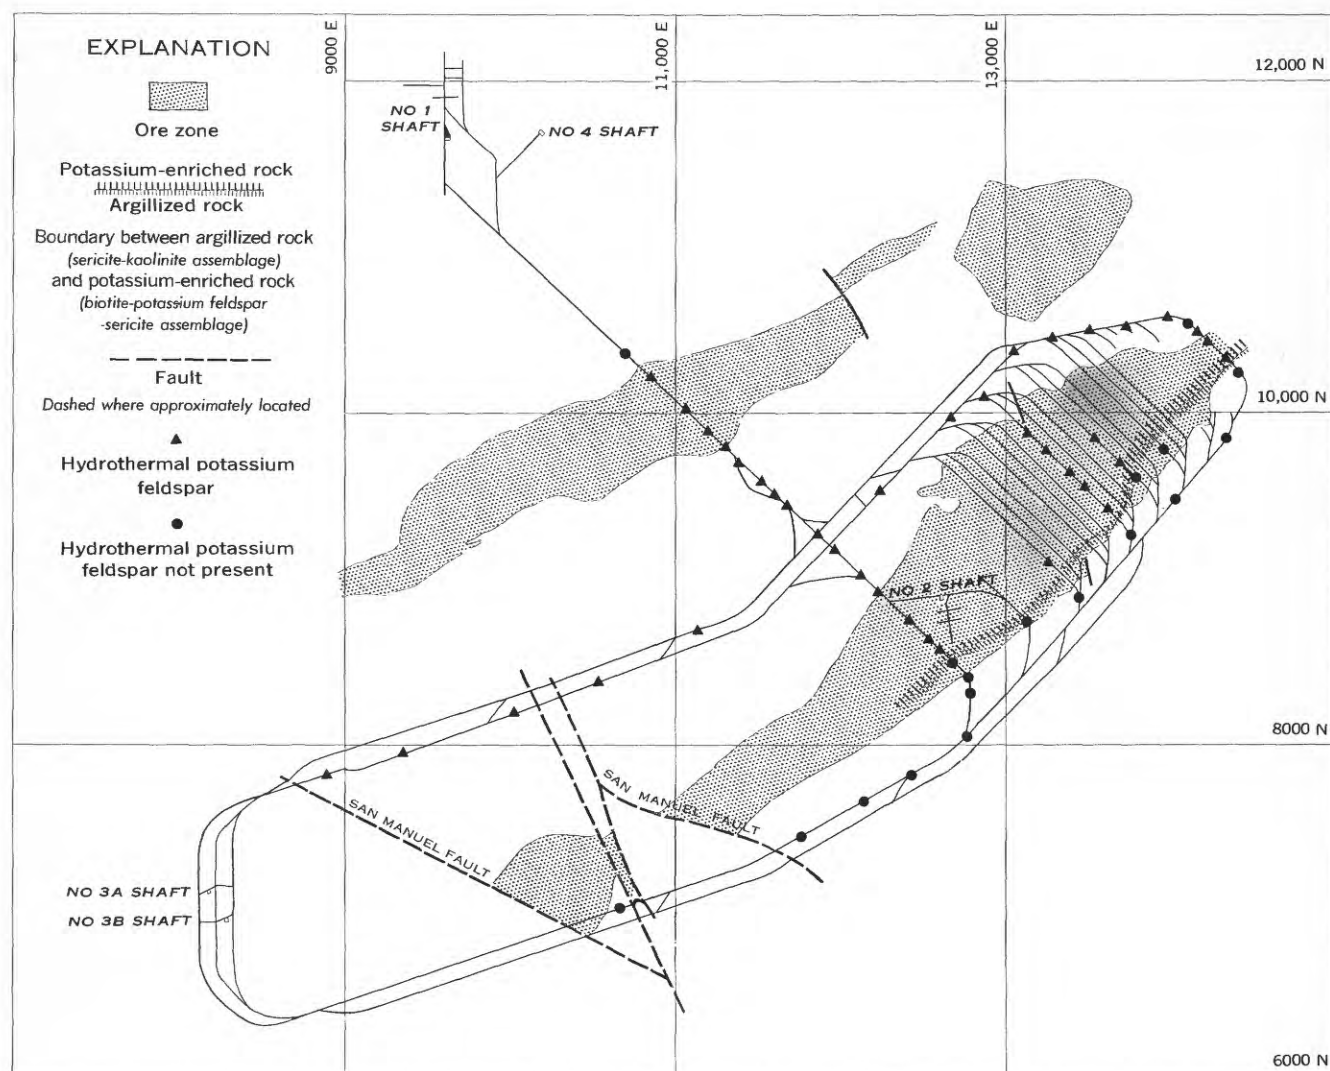 EXPLANATION
Ore zone
Potassium-enriched rock
Argillized rock
Boundary between argillized rock
(sericite-kaolinite assemblage)
and potassium-enriched rock
(biotite-potassium feldspar
-sericite assemblage)
Fault
Dashed where approximately located
Hydrothermal potassium
feldspar
Hydrothermal potassium
feldspar not present
9000 E
11,000 E
13,000 E
12,000 N
10,000 N
8000 N
6000 N
NO 1
SHAFT
NO 4 SHAFT
NO 2 SHAFT
SAN MANUEL FAULT
SAN MANUEL FAULT
NO 3A SHAFT
NO 3B SHAFT